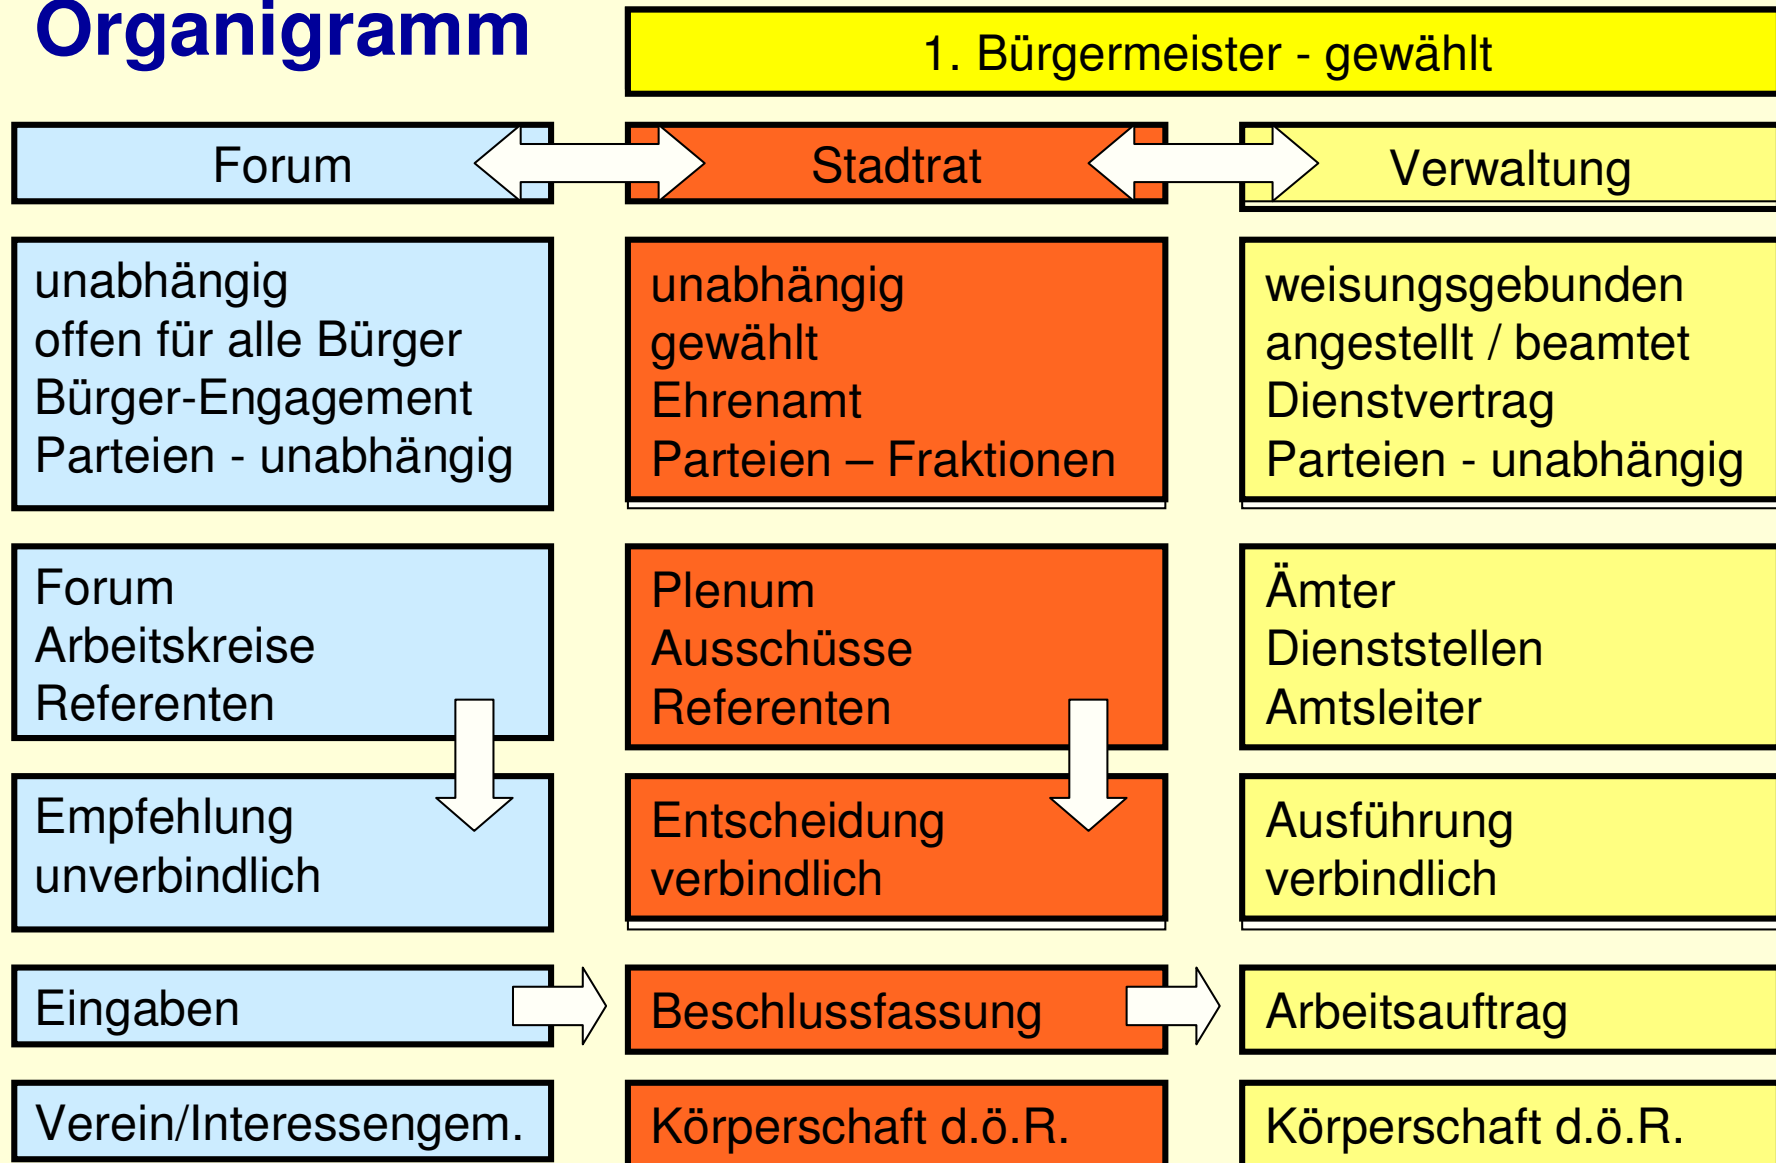 Organigramm
1. Bürgermeister - gewählt
Forum
Stadtrat
Verwaltung
unabhängig
offen für alle Bürger
Bürger-Engagement
Parteien - unabhängig
unabhängig
gewählt
Ehrenamt
Parteien – Fraktionen
weisungsgebunden
angestellt / beamtet
Dienstvertrag
Parteien - unabhängig
Forum
Arbeitskreise
Referenten
Plenum
Ausschüsse
Referenten
Ämter
Dienststellen
Amtsleiter
Empfehlung
unverbindlich
Entscheidung
verbindlich
Ausführung
verbindlich
Eingaben
Beschlussfassung
Arbeitsauftrag
Verein/Interessengem.
Körperschaft d.ö.R.
Körperschaft d.ö.R.